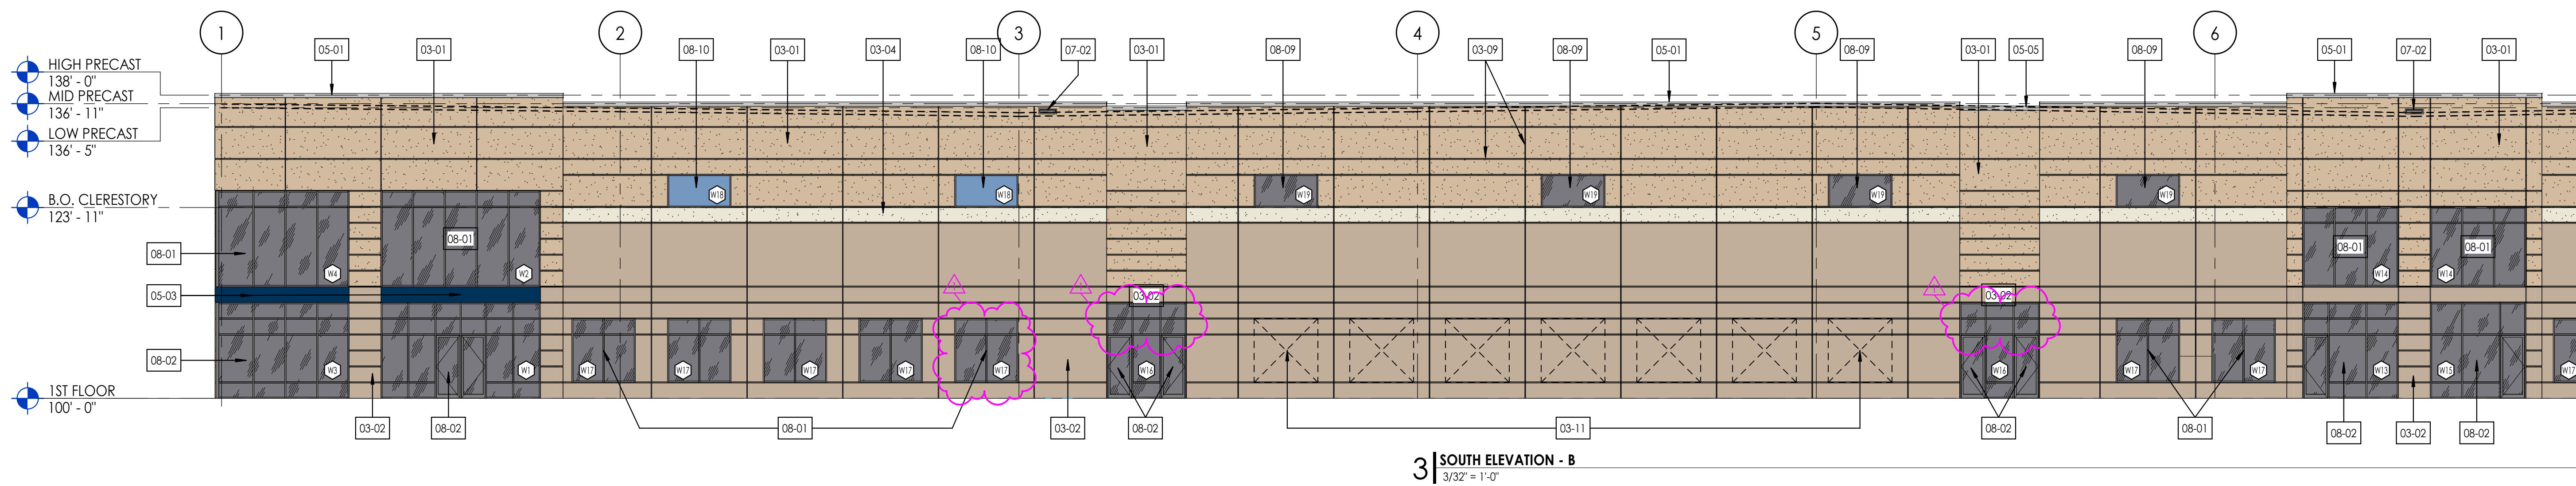 1
2
3
4
5
6
05-01
03-01
08-10
03-01
03-04
08-10
07-02
03-01
08-09
03-09
08-09
05-01
08-09
03-01
05-05
08-09
05-01
07-02
03-01
HIGH PRECAST
138' - 0"
MID PRECAST
136' - 11"
LOW PRECAST
136' - 5"
B.O. CLERESTORY
123' - 11"
W18
W18
W19
W19
W19
W19
08-01
08-01
08-01
08-01
W4
W2
W14
W14
05-03
03-02
03-02
1
1
1
08-02
W3
W1
W17
W17
W17
W17
W17
W16
W16
W17
W17
W13
W15
W17
1ST FLOOR
100' - 0"
03-02
08-02
08-01
03-02
08-02
03-11
08-02
08-01
08-02
03-02
08-02
3
SOUTH ELEVATION - B
3/32" = 1'-0"